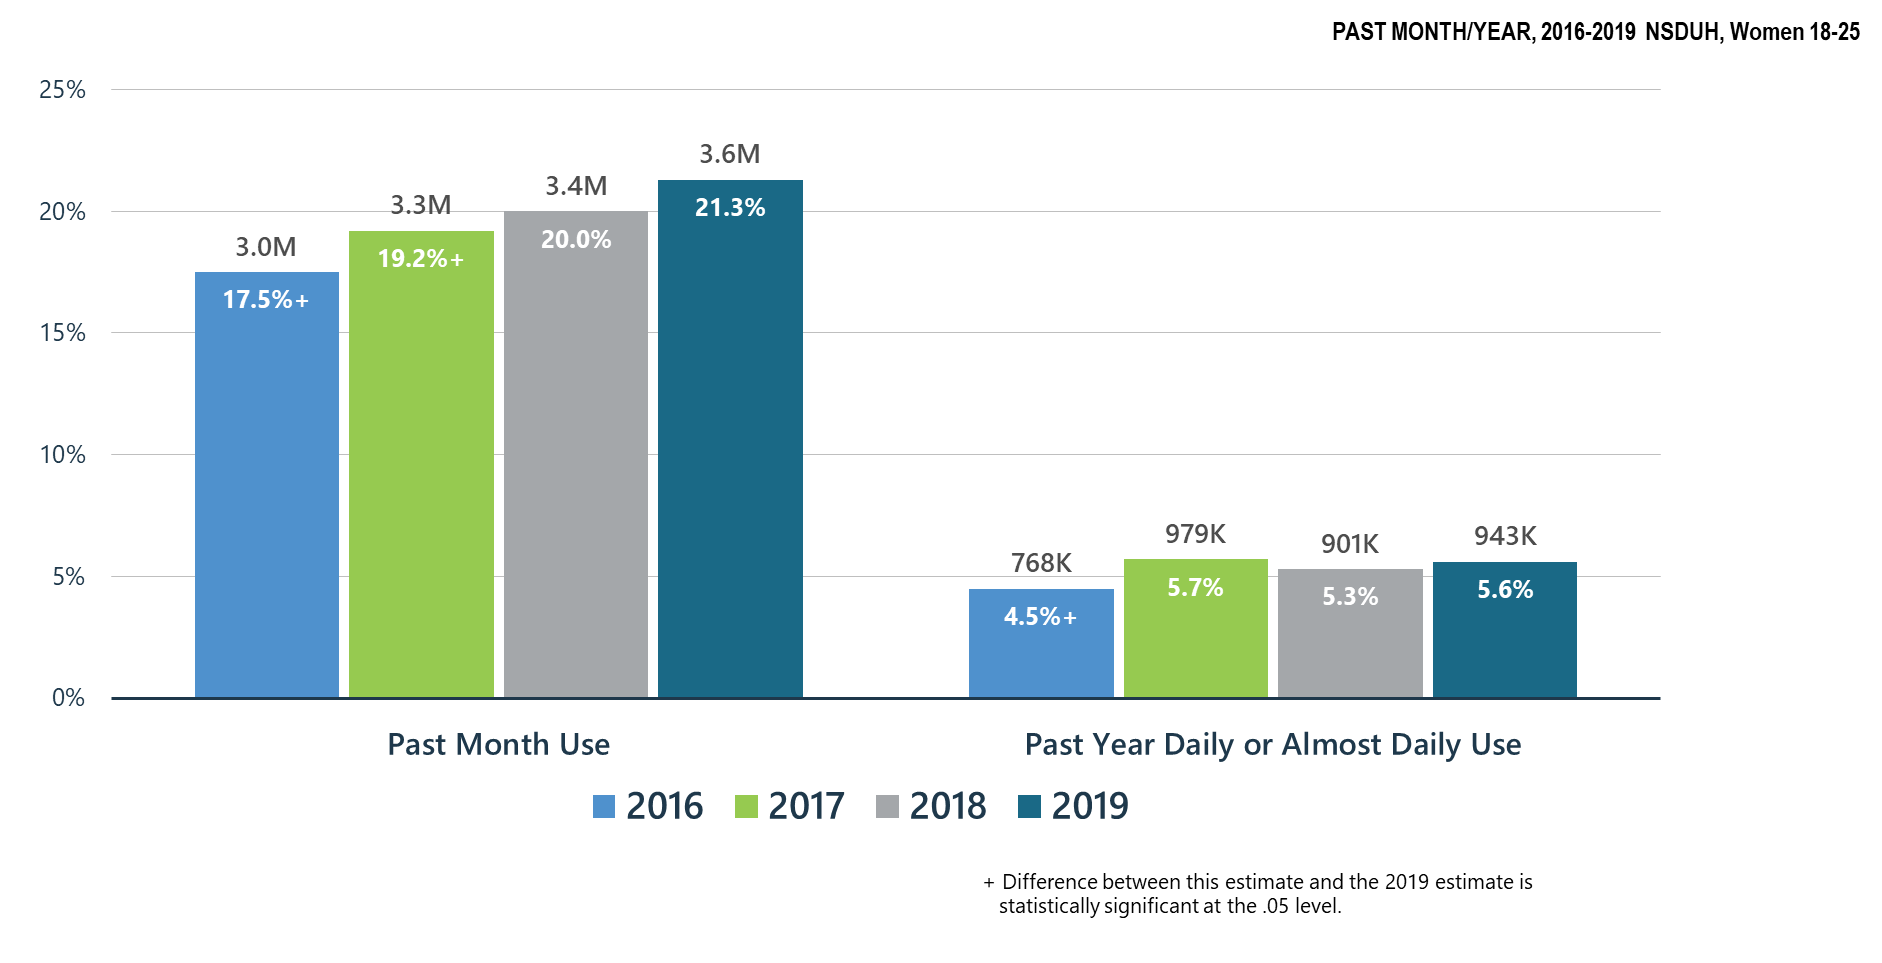 PAST MONTH/YEAR, 2016-2019 NSDUH, Women 18-25
25%
20%
15%
10%
5%
0%
3.0M
17.5%+
3.3M
19.2%+
3.4M
20.0%
3.6M
21.3%
768K
4.5%+
979K
5.7%
901K
5.3%
943K
5.6%
Past Month Use
Past Year Daily or Almost Daily Use
2016 2017 2018 2019
+ Difference between this estimate and the 2019 estimate is
statistically significant at the .05 level.